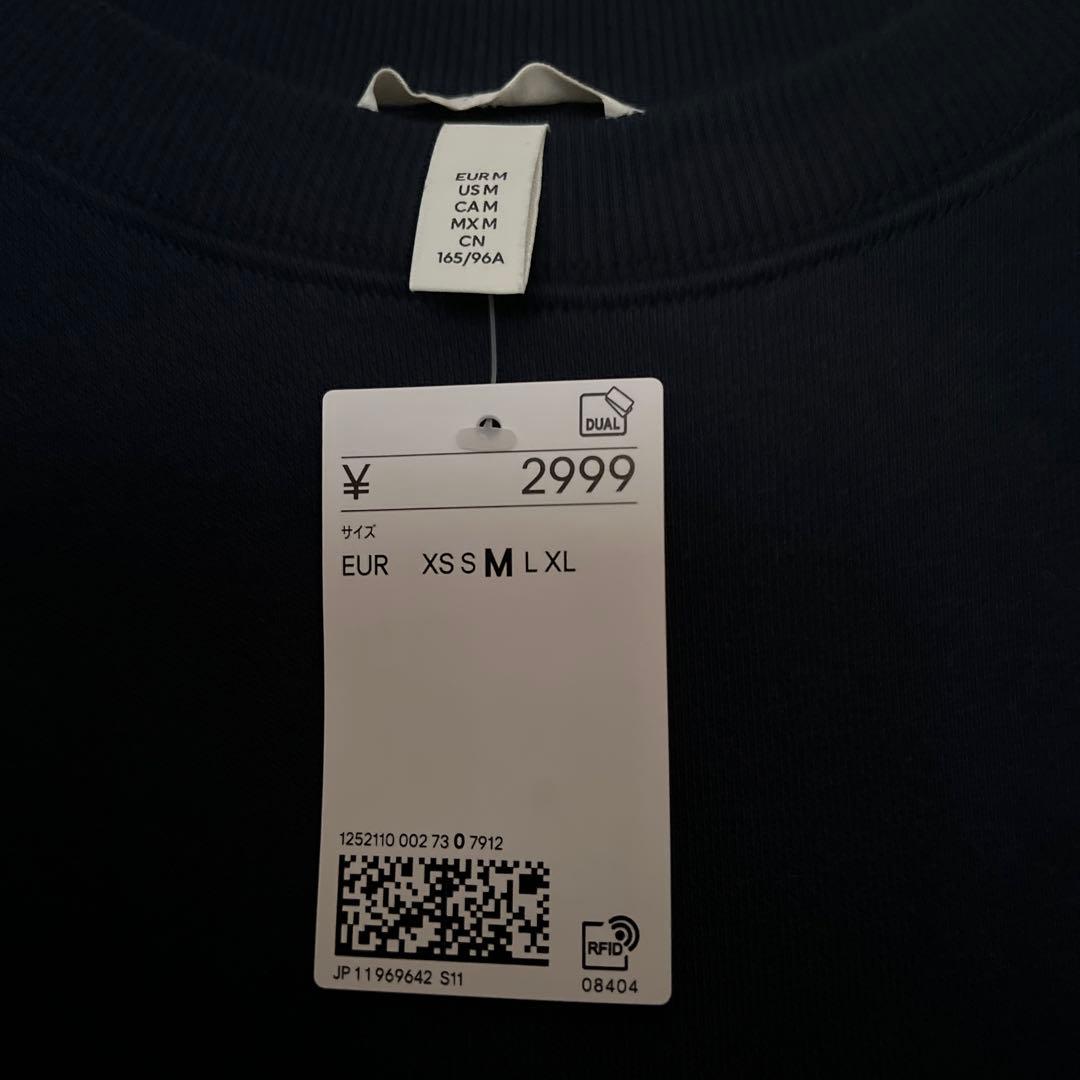 EUR M
US M
CA M
MX M
CN
165/96A
DUAL
¥ 2999
サイズ
EUR XS S M L XL
1252110 002 73 0 7912
RFID
JP 11969642 S11
08404